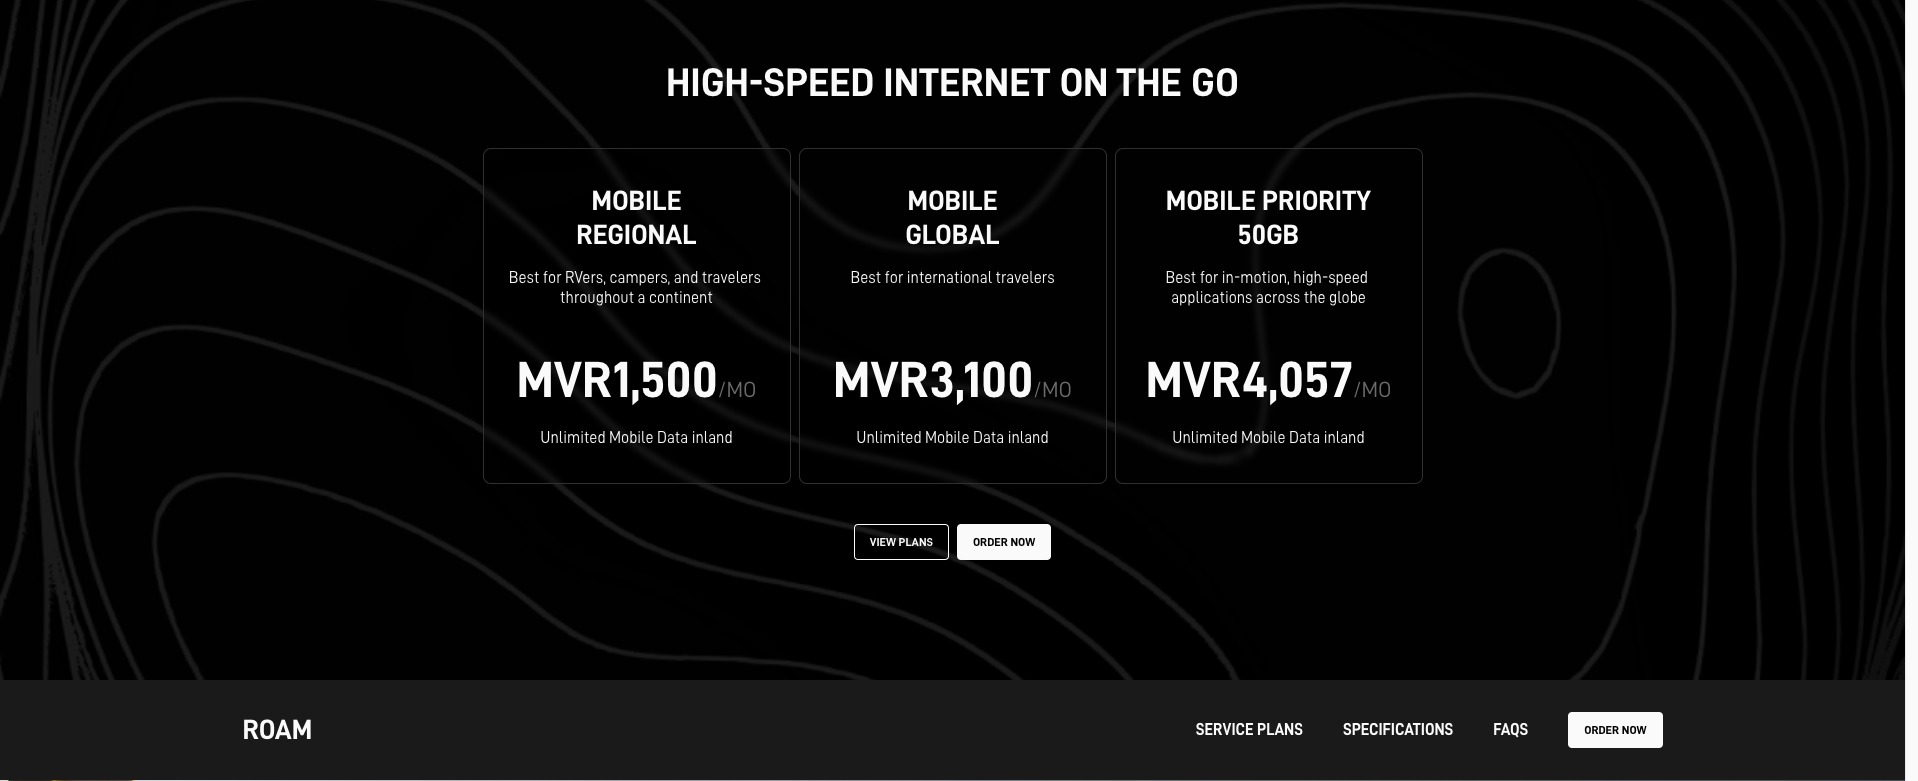 HIGH-SPEED INTERNET ON THE GO
MOBILE
REGIONAL
Best for RVers, campers, and travelers
throughout a continent
MVR1,500/MO
Unlimited Mobile Data inland
MOBILE
GLOBAL
Best for international travelers
MVR3,100/MO
Unlimited Mobile Data inland
MOBILE PRIORITY
50GB
Best for in-motion, high-speed
applications across the globe
MVR4,057/MO
Unlimited Mobile Data inland
VIEW PLANS
ORDER NOW
ROAM
SERVICE PLANS
SPECIFICATIONS
FAQS
ORDER NOW